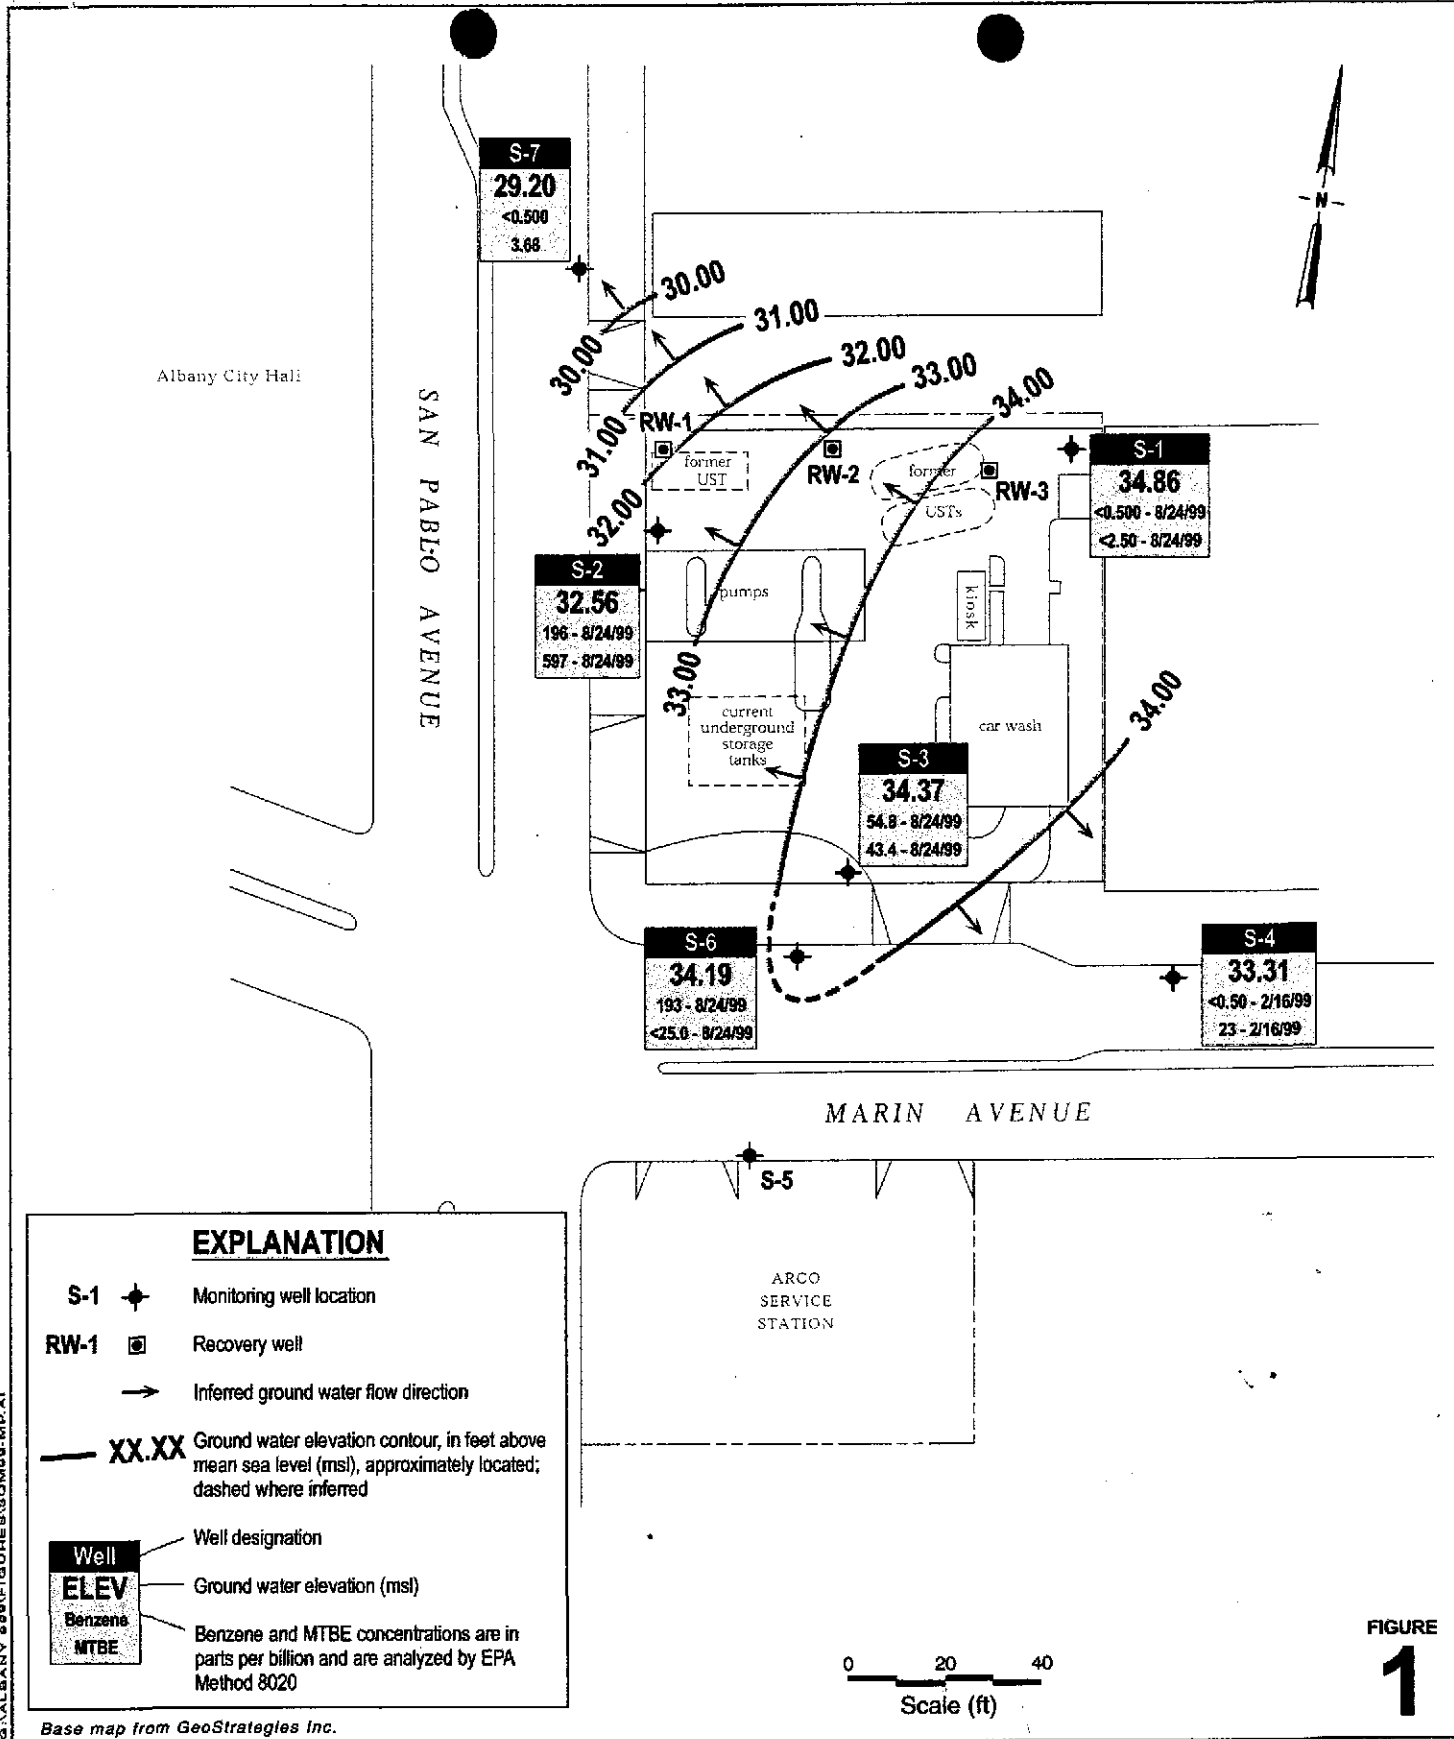 S-7
29.20
<0.500
3.68
N
30.00
31.00
32.00
33.00
34.00
30.00
31.00
32.00
33.00
Albany City Hall
SAN PABLO AVENUE
RW-1
former
UST
RW-2
former
USTs
RW-3
S-1
34.86
<0.500 - 8/24/99
<2.50 - 8/24/99
S-2
32.56
196 - 8/24/99
597 - 8/24/99
pumps
kiosk
current
underground
storage
tanks
car wash
34.00
S-3
34.37
54.8 - 8/24/99
43.4 - 8/24/99
S-6
34.19
193 - 8/24/99
<25.0 - 8/24/99
S-4
33.31
<0.50 - 2/16/99
23 - 2/16/99
MARIN AVENUE
S-5
ARCO
SERVICE
STATION
EXPLANATION
S-1 Monitoring well location
RW-1 Recovery well
Inferred ground water flow direction
XX.XX Ground water elevation contour, in feet above
mean sea level (msl), approximately located;
dashed where inferred
Well designation
Well
ELEV
Ground water elevation (msl)
Benzene
MTBE
Benzene and MTBE concentrations are in
parts per billion and are analyzed by EPA
Method 8020
Base map from GeoStrategies Inc.
0 20 40
Scale (ft)
FIGURE
1